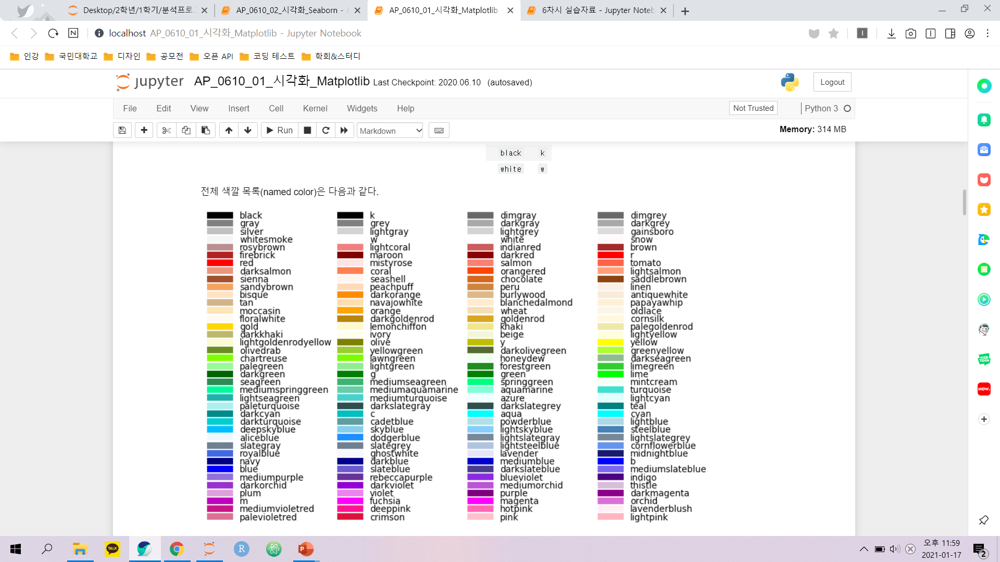 Desktop/2학년/1학기/분석프로그
AP_0610_02_시각화_Seaborn - J
AP_0610_01_시각화_Matplotlib
6차시 실습자료 - Jupyter Noteb
N localhost AP_0610_01_시각화_Matplotlib - Jupyter Notebook
인강 국민대학교 디자인 공모전 오픈 API 코딩 테스트 학회&스터디
jupyter AP_0610_01_시각화_Matplotlib Last Checkpoint: 2020.06.10 (autosaved) Logout
File Edit View Insert Cell Kernel Widgets Help Not Trusted Python 3
Run Markdown Memory: 314 MB
black k
white w
전체 색깔 목록(named color)은 다음과 같다.
black k dimgray dimgrey
gray grey darkgray darkgrey
silver lightgray lightgrey gainsboro
whitesmoke w white snow
rosybrown lightcoral indianred brown
firebrick maroon darkred r
red mistyrose salmon tomato
darksalmon coral orangered lightsalmon
sienna seashell chocolate saddlebrown
sandybrown peachpuff peru linen
bisque darkorange burlywood antiquewhite
tan navajowhite blanchedalmond papayawhip
moccasin orange wheat oldlace
floralwhite darkgoldenrod goldenrod cornsilk
gold lemonchiffon khaki palegoldenrod
darkkhaki ivory beige lightyellow
lightgoldenrodyellow olive y yellow
olivedrab yellowgreen darkolivegreen greenyellow
chartreuse lawngreen honeydew darkseagreen
palegreen lightgreen forestgreen limegreen
darkgreen g green lime
seagreen mediumseagreen springgreen mintcream
mediumspringgreen mediumaquamarine aquamarine turquoise
lightseagreen mediumturquoise azure lightcyan
paleturquoise darkslategray darkslategrey teal
darkcyan c aqua cyan
darkturquoise cadetblue powderblue lightblue
deepskyblue skyblue lightskyblue steelblue
aliceblue dodgerblue lightslategray lightslategrey
slategray slategrey lightsteelblue cornflowerblue
royalblue ghostwhite lavender midnightblue
navy darkblue mediumblue b
blue slateblue darkslateblue mediumslateblue
mediumpurple rebeccapurple blueviolet indigo
darkorchid darkviolet mediumorchid thistle
plum violet purple darkmagenta
m fuchsia magenta orchid
mediumvioletred deeppink hotpink lavenderblush
palevioletred crimson pink lightpink
WEB TOON
NOW.
TALK
R
P
오후 11:59
2021-01-17
2